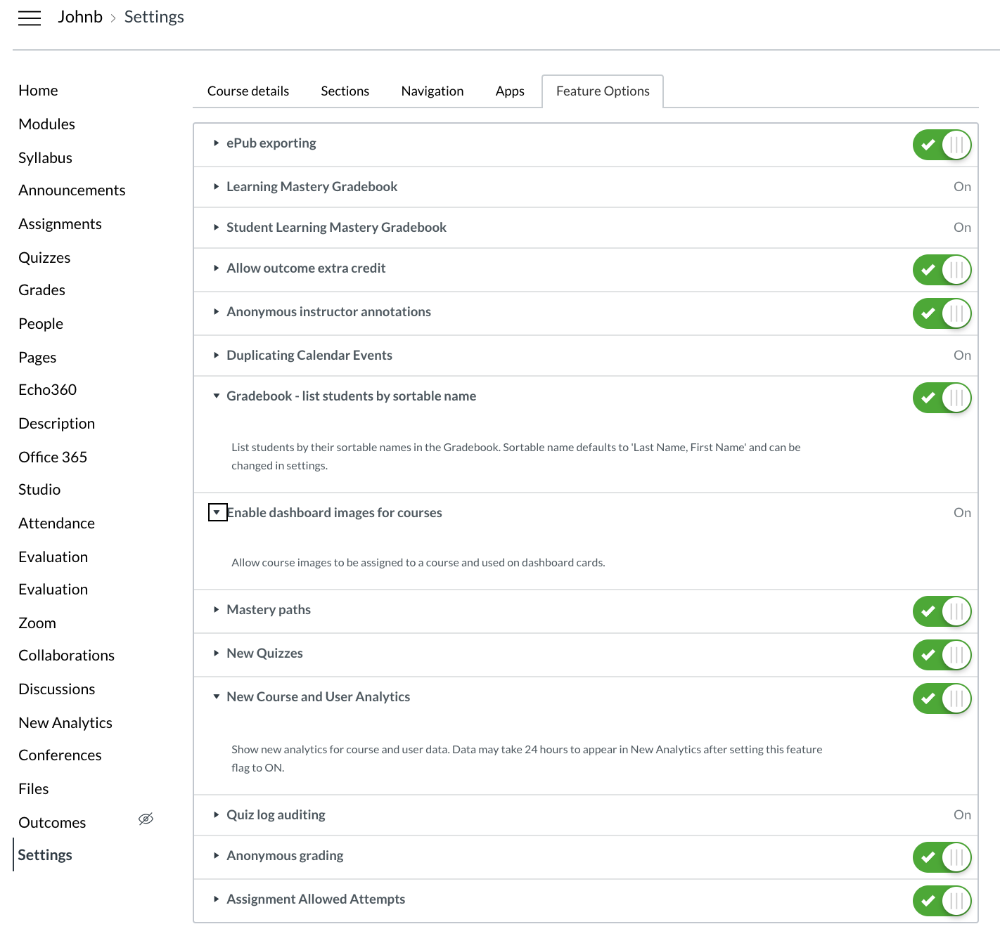 Johnb > Settings
Home
Modules
Syllabus
Announcements
Assignments
Quizzes
Grades
People
Pages
Echo360
Description
Office 365
Studio
Attendance
Evaluation
Evaluation
Zoom
Collaborations
Discussions
New Analytics
Conferences
Files
Outcomes
Settings
Course details Sections Navigation Apps Feature Options
ePub exporting
Learning Mastery Gradebook On
Student Learning Mastery Gradebook On
Allow outcome extra credit
Anonymous instructor annotations
Duplicating Calendar Events On
Gradebook - list students by sortable name
List students by their sortable names in the Gradebook. Sortable name defaults to 'Last Name, First Name' and can be
changed in settings.
Enable dashboard images for courses On
Allow course images to be assigned to a course and used on dashboard cards.
Mastery paths
New Quizzes
New Course and User Analytics
Show new analytics for course and user data. Data may take 24 hours to appear in New Analytics after setting this feature
flag to ON.
Quiz log auditing On
Anonymous grading
Assignment Allowed Attempts